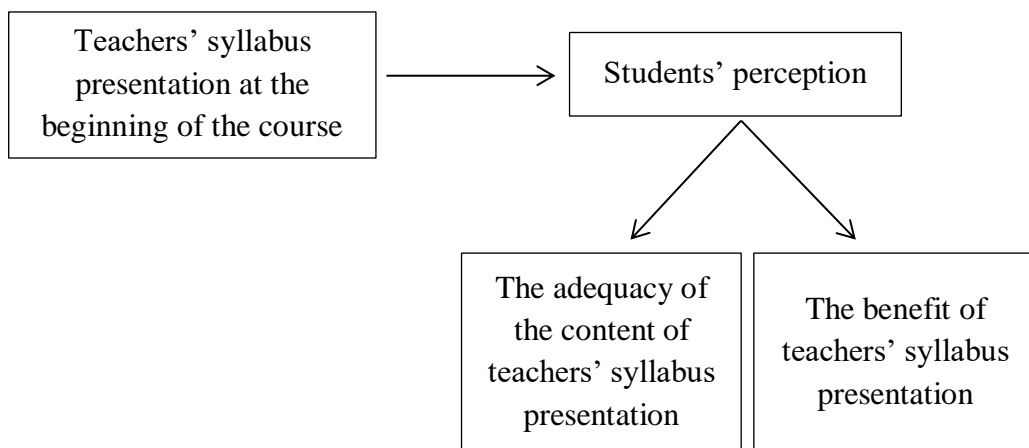 Teachers’ syllabus
presentation at the
beginning of the course
Students’ perception
The adequacy of
the content of
teachers’ syllabus
presentation
The benefit of
teachers’ syllabus
presentation